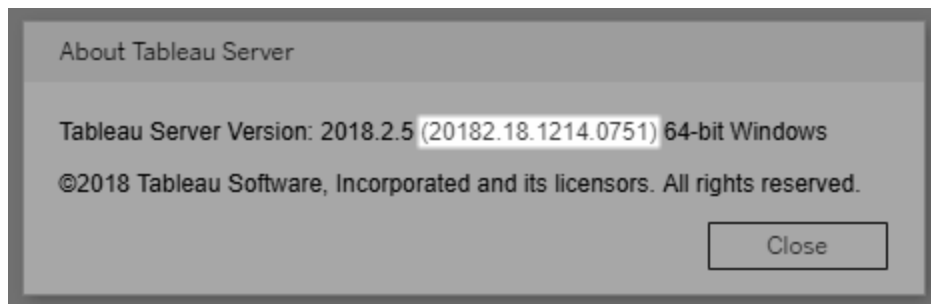 About Tableau Server
Tableau Server Version: 2018.2.5 (20182.18.1214.0751) 64-bit Windows
©2018 Tableau Software, Incorporated and its licensors. All rights reserved.
Close